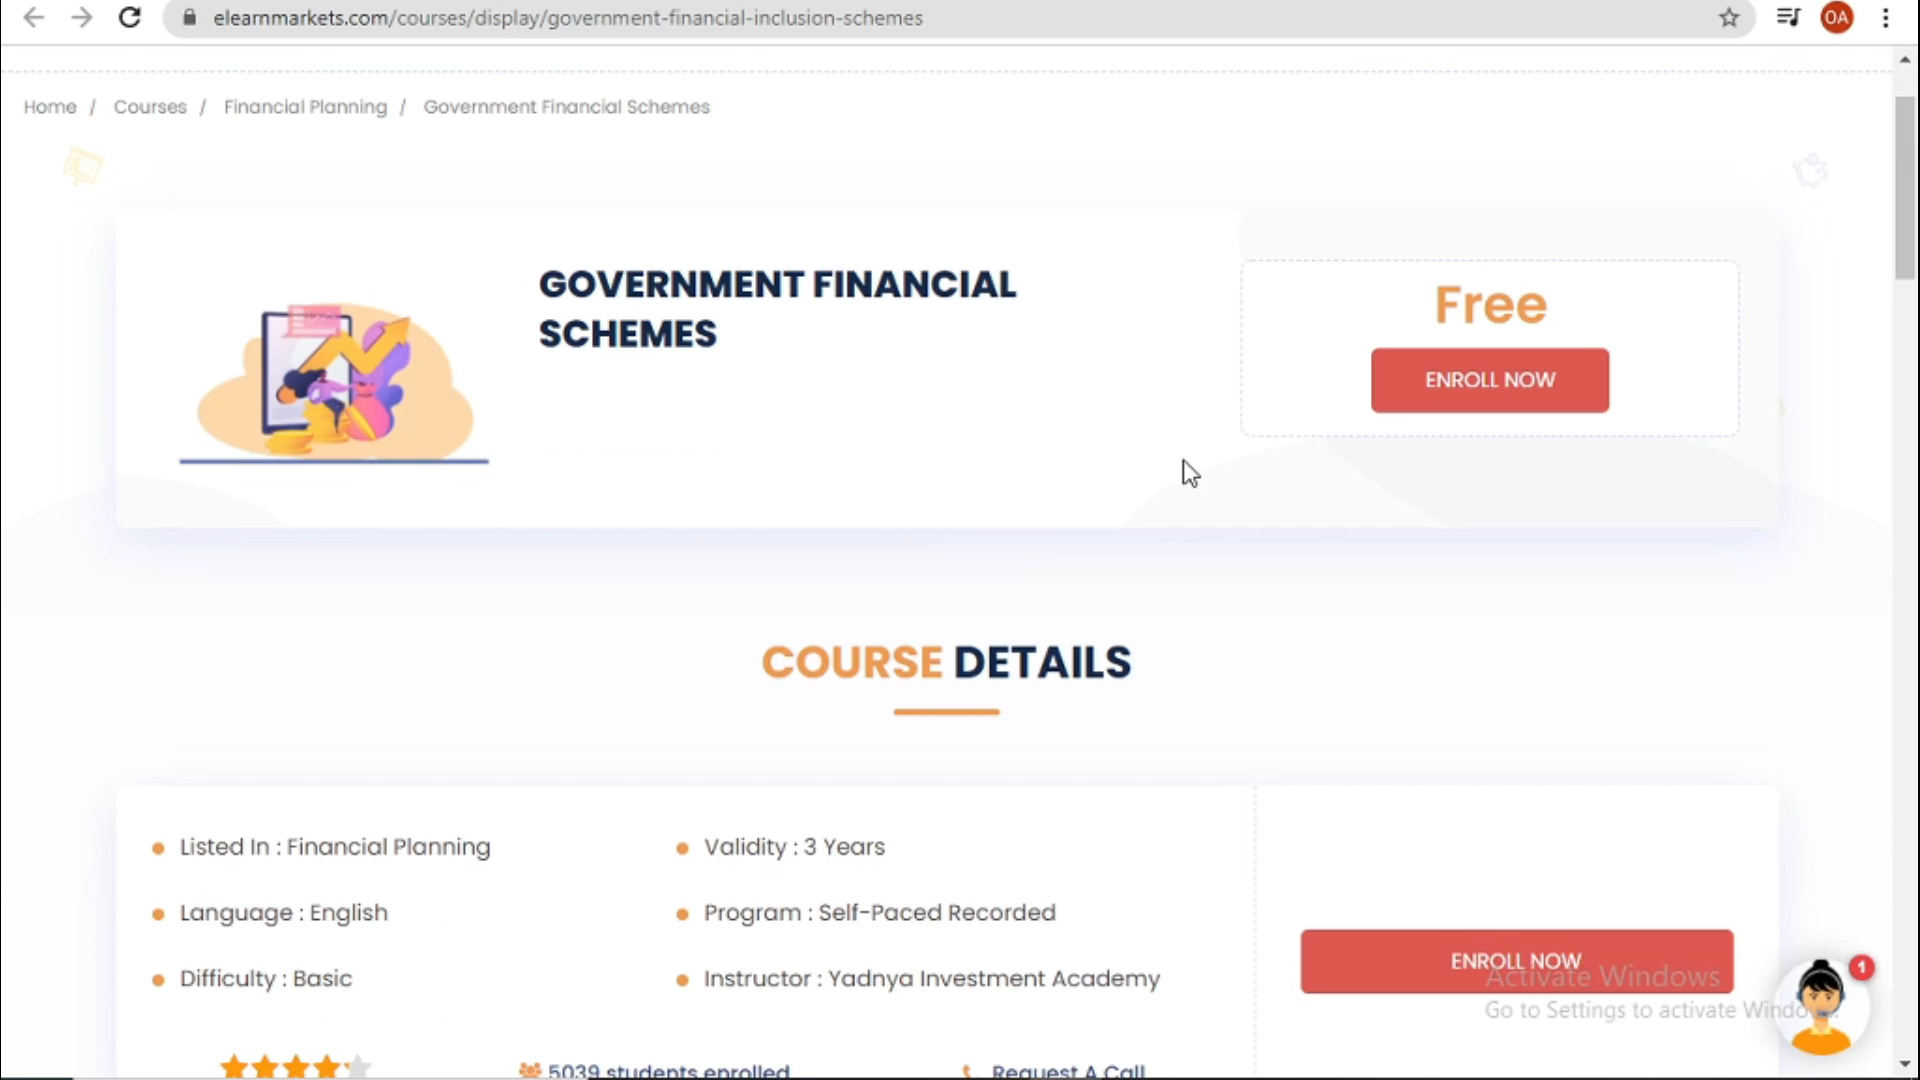 elearnmarkets.com/courses/display/government-financial-inclusion-schemes
OA
Home / Courses / Financial Planning / Government Financial Schemes
GOVERNMENT FINANCIAL
SCHEMES
Free
ENROLL NOW
COURSE DETAILS
Listed In : Financial Planning
Validity : 3 Years
Language : English
Program : Self-Paced Recorded
Difficulty : Basic
Instructor : Yadnya Investment Academy
ENROLL NOW
1
Activate Windows
Go to Settings to activate Windo
5039 students enrolled
Request A Call